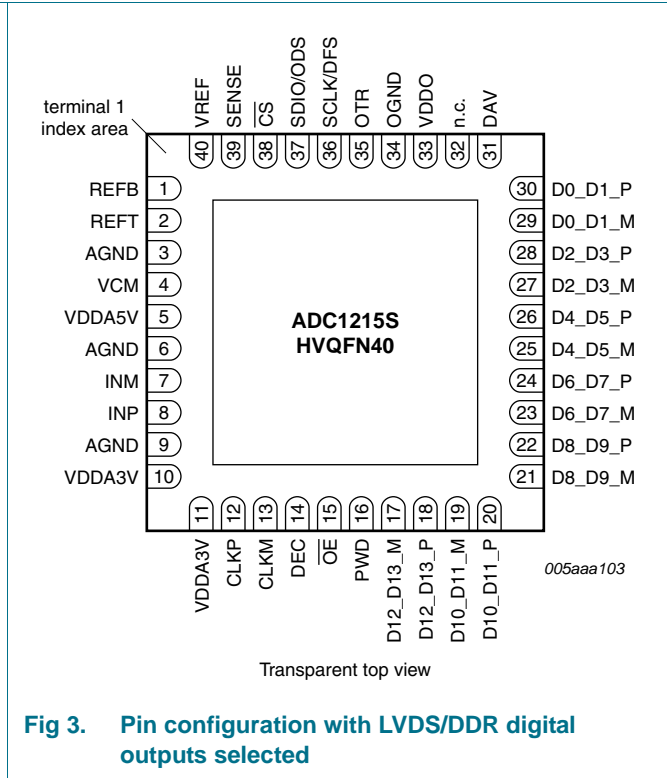 terminal 1
index area
VREF
SENSE
CS
SDIO/ODS
SCLK/DFS
OTR
OGND
VDDO
n.c.
DAV
40
39
38
37
36
35
34
33
32
31
REFB 1
REFT 2
AGND 3
VCM 4
VDDA5V 5
AGND 6
INM 7
INP 8
AGND 9
VDDA3V 10
30 D0_D1_P
29 D0_D1_M
28 D2_D3_P
27 D2_D3_M
26 D4_D5_P
25 D4_D5_M
24 D6_D7_P
23 D6_D7_M
22 D8_D9_P
21 D8_D9_M
ADC1215S
HVQFN40
11
12
13
14
15
16
17
18
19
20
VDDA3V
CLKP
CLKM
DEC
OE
PWD
D12_D13_M
D12_D13_P
D10_D11_M
D10_D11_P
005aaa103
Transparent top view
Fig 3. Pin configuration with LVDS/DDR digital
outputs selected